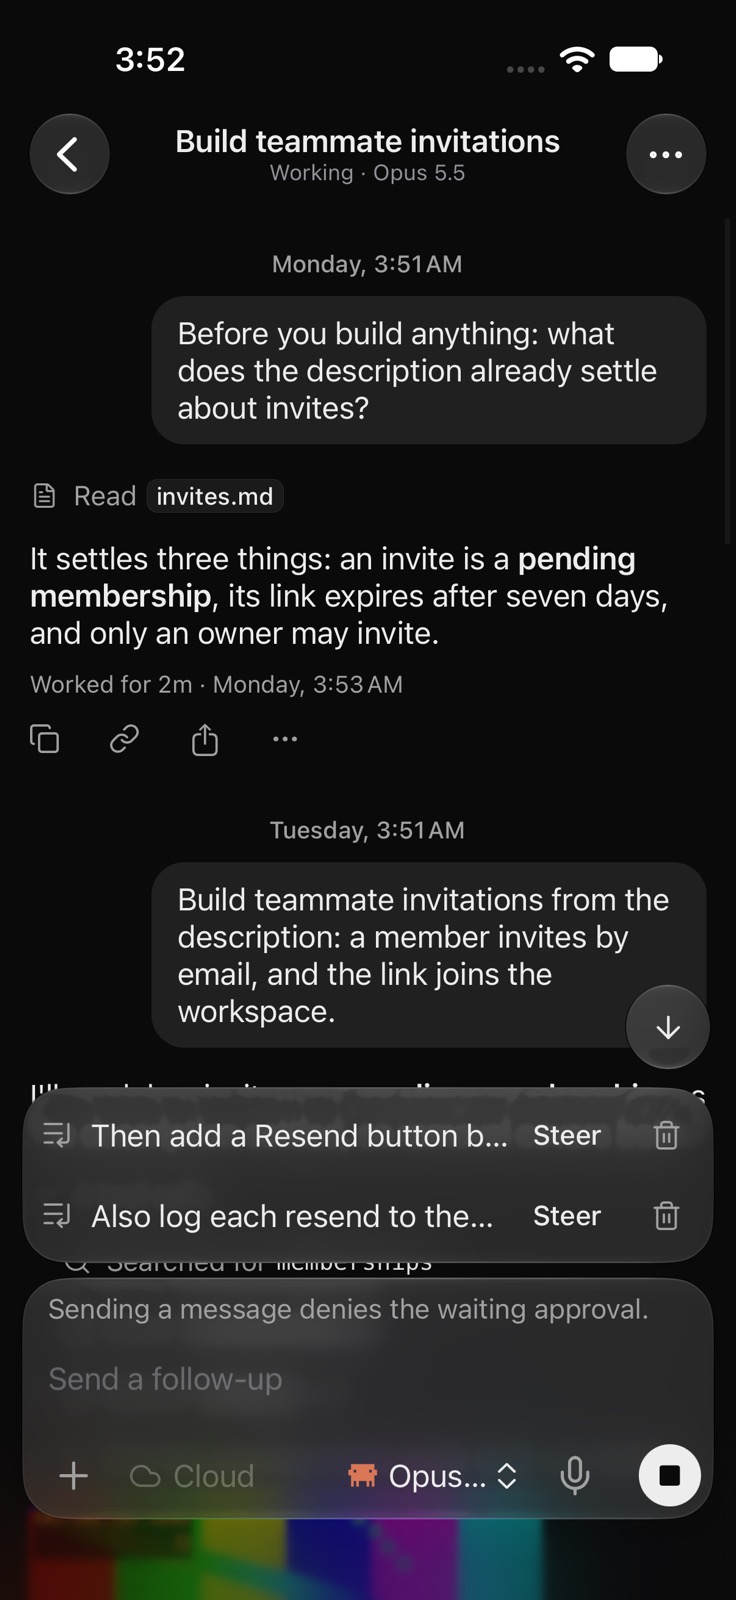 3:52
Build teammate invitations
Working · Opus 5.5
Monday, 3:51 AM
Before you build anything: what
does the description already settle
about invites?
Read invites.md
It settles three things: an invite is a pending
membership, its link expires after seven days,
and only an owner may invite.
Worked for 2m · Monday, 3:53 AM
Tuesday, 3:51 AM
Build teammate invitations from the
description: a member invites by
email, and the link joins the
workspace.
Then add a Resend button b... Steer
Also log each resend to the... Steer
Searched for memberships
Sending a message denies the waiting approval.
Send a follow-up
Cloud Opus...